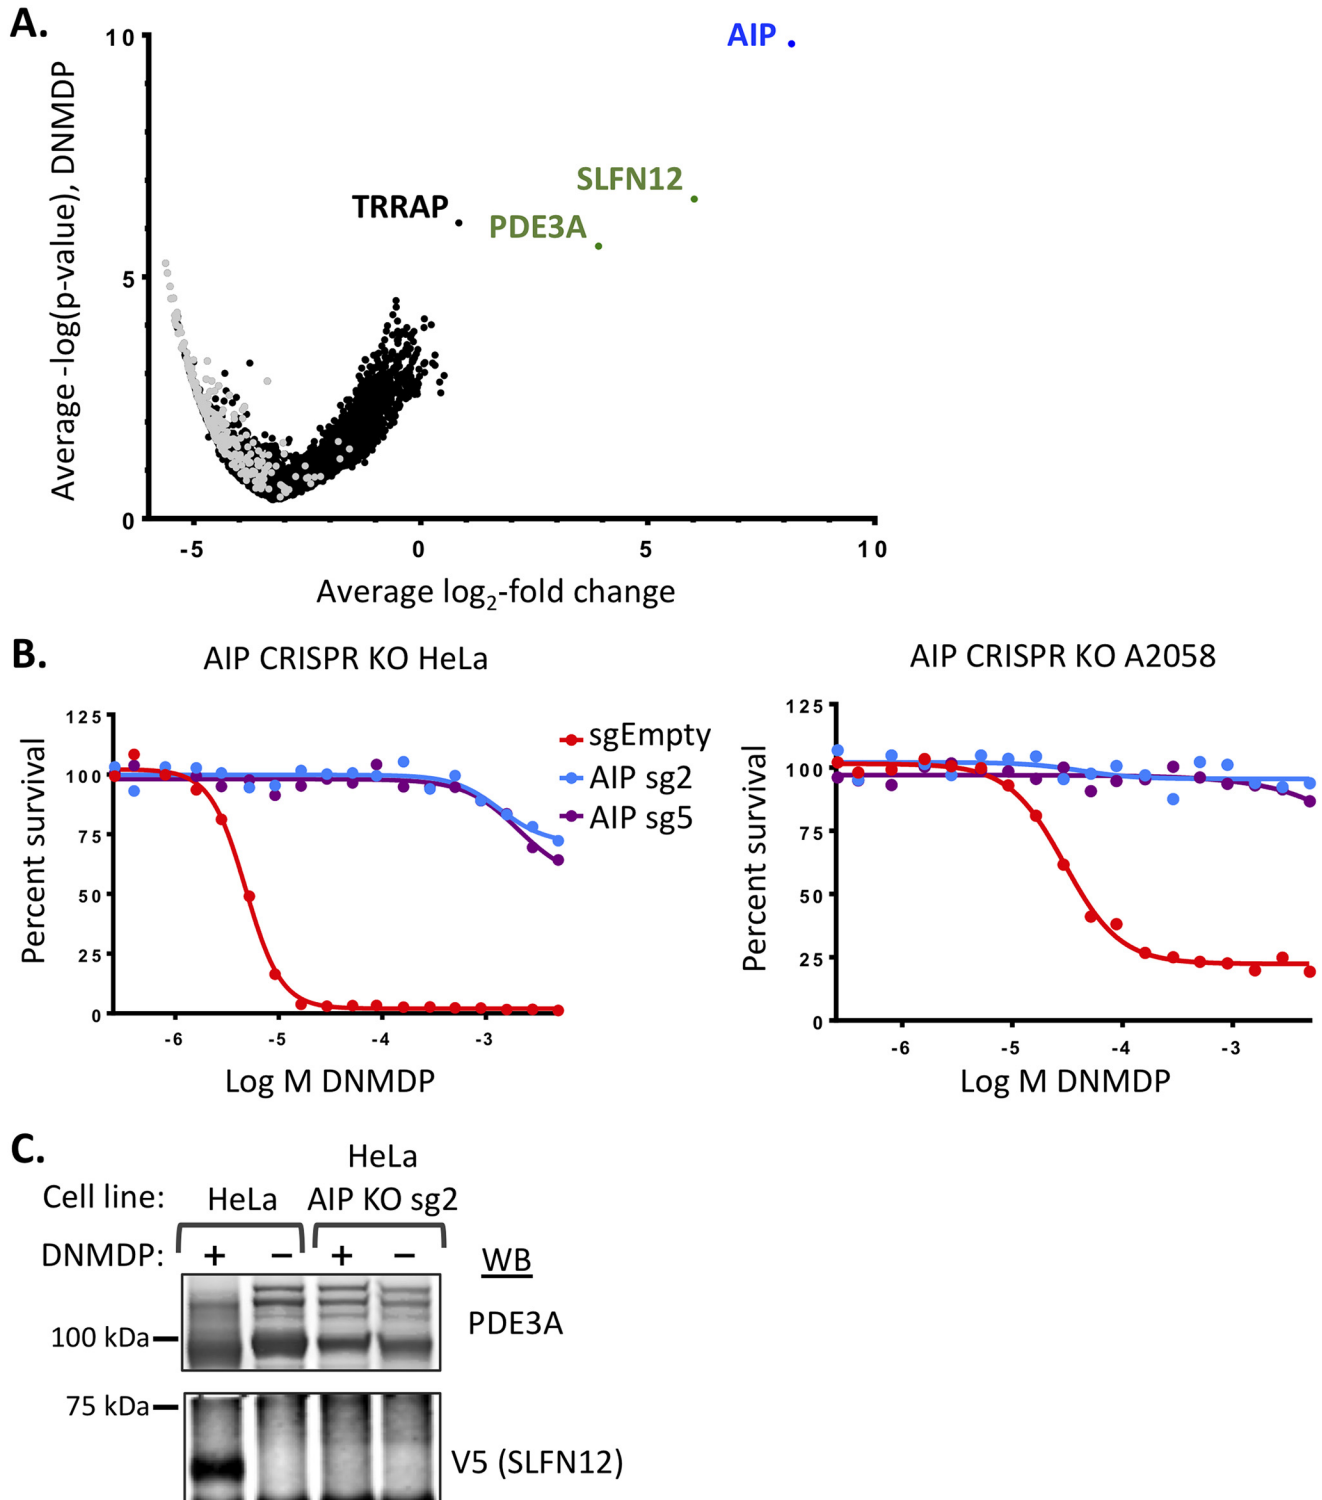 A.
10
5
0
-5
0
5
10
Average -log(p-value), DNMDP
Average log2-fold change
AIP
SLFN12
TRRAP
PDE3A
B.
AIP CRISPR KO HeLa
125
100
75
50
25
0
-6
-5
-4
-3
Percent survival
Log M DNMDP
sgEmpty
AIP sg2
AIP sg5
AIP CRISPR KO A2058
125
100
75
50
25
0
-6
-5
-4
-3
Percent survival
Log M DNMDP
C.
HeLa
Cell line: HeLa AIP KO sg2
DNMDP: + − + − WB
PDE3A
100 kDa
75 kDa
V5 (SLFN12)